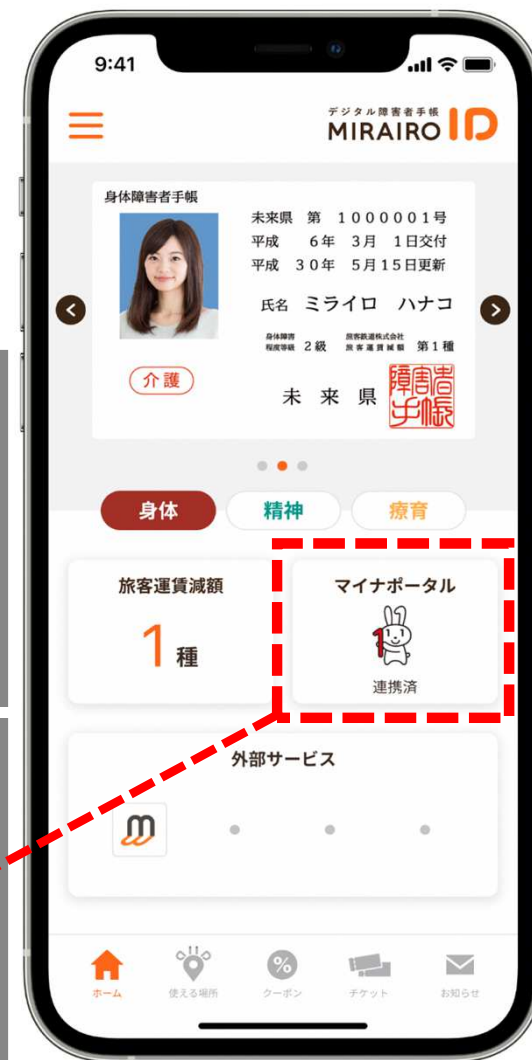 9:41
デジタル障害者手帳
MIRAIRO ID
身体障害者手帳
未来県 第 1000001号
平成 6年 3月 1日交付
平成 30年 5月15日更新
氏名 ミライロ ハナコ
身体障害
程度等級 2級
旅客鉄道株式会社
旅客運賃減額 第1種
介護
未来県
障害者
手帳
身体 精神 療育
旅客運賃減額
1種
マイナポータル
1
連携済
外部サービス
m
ホーム 使える場所 クーポン チケット お知らせ